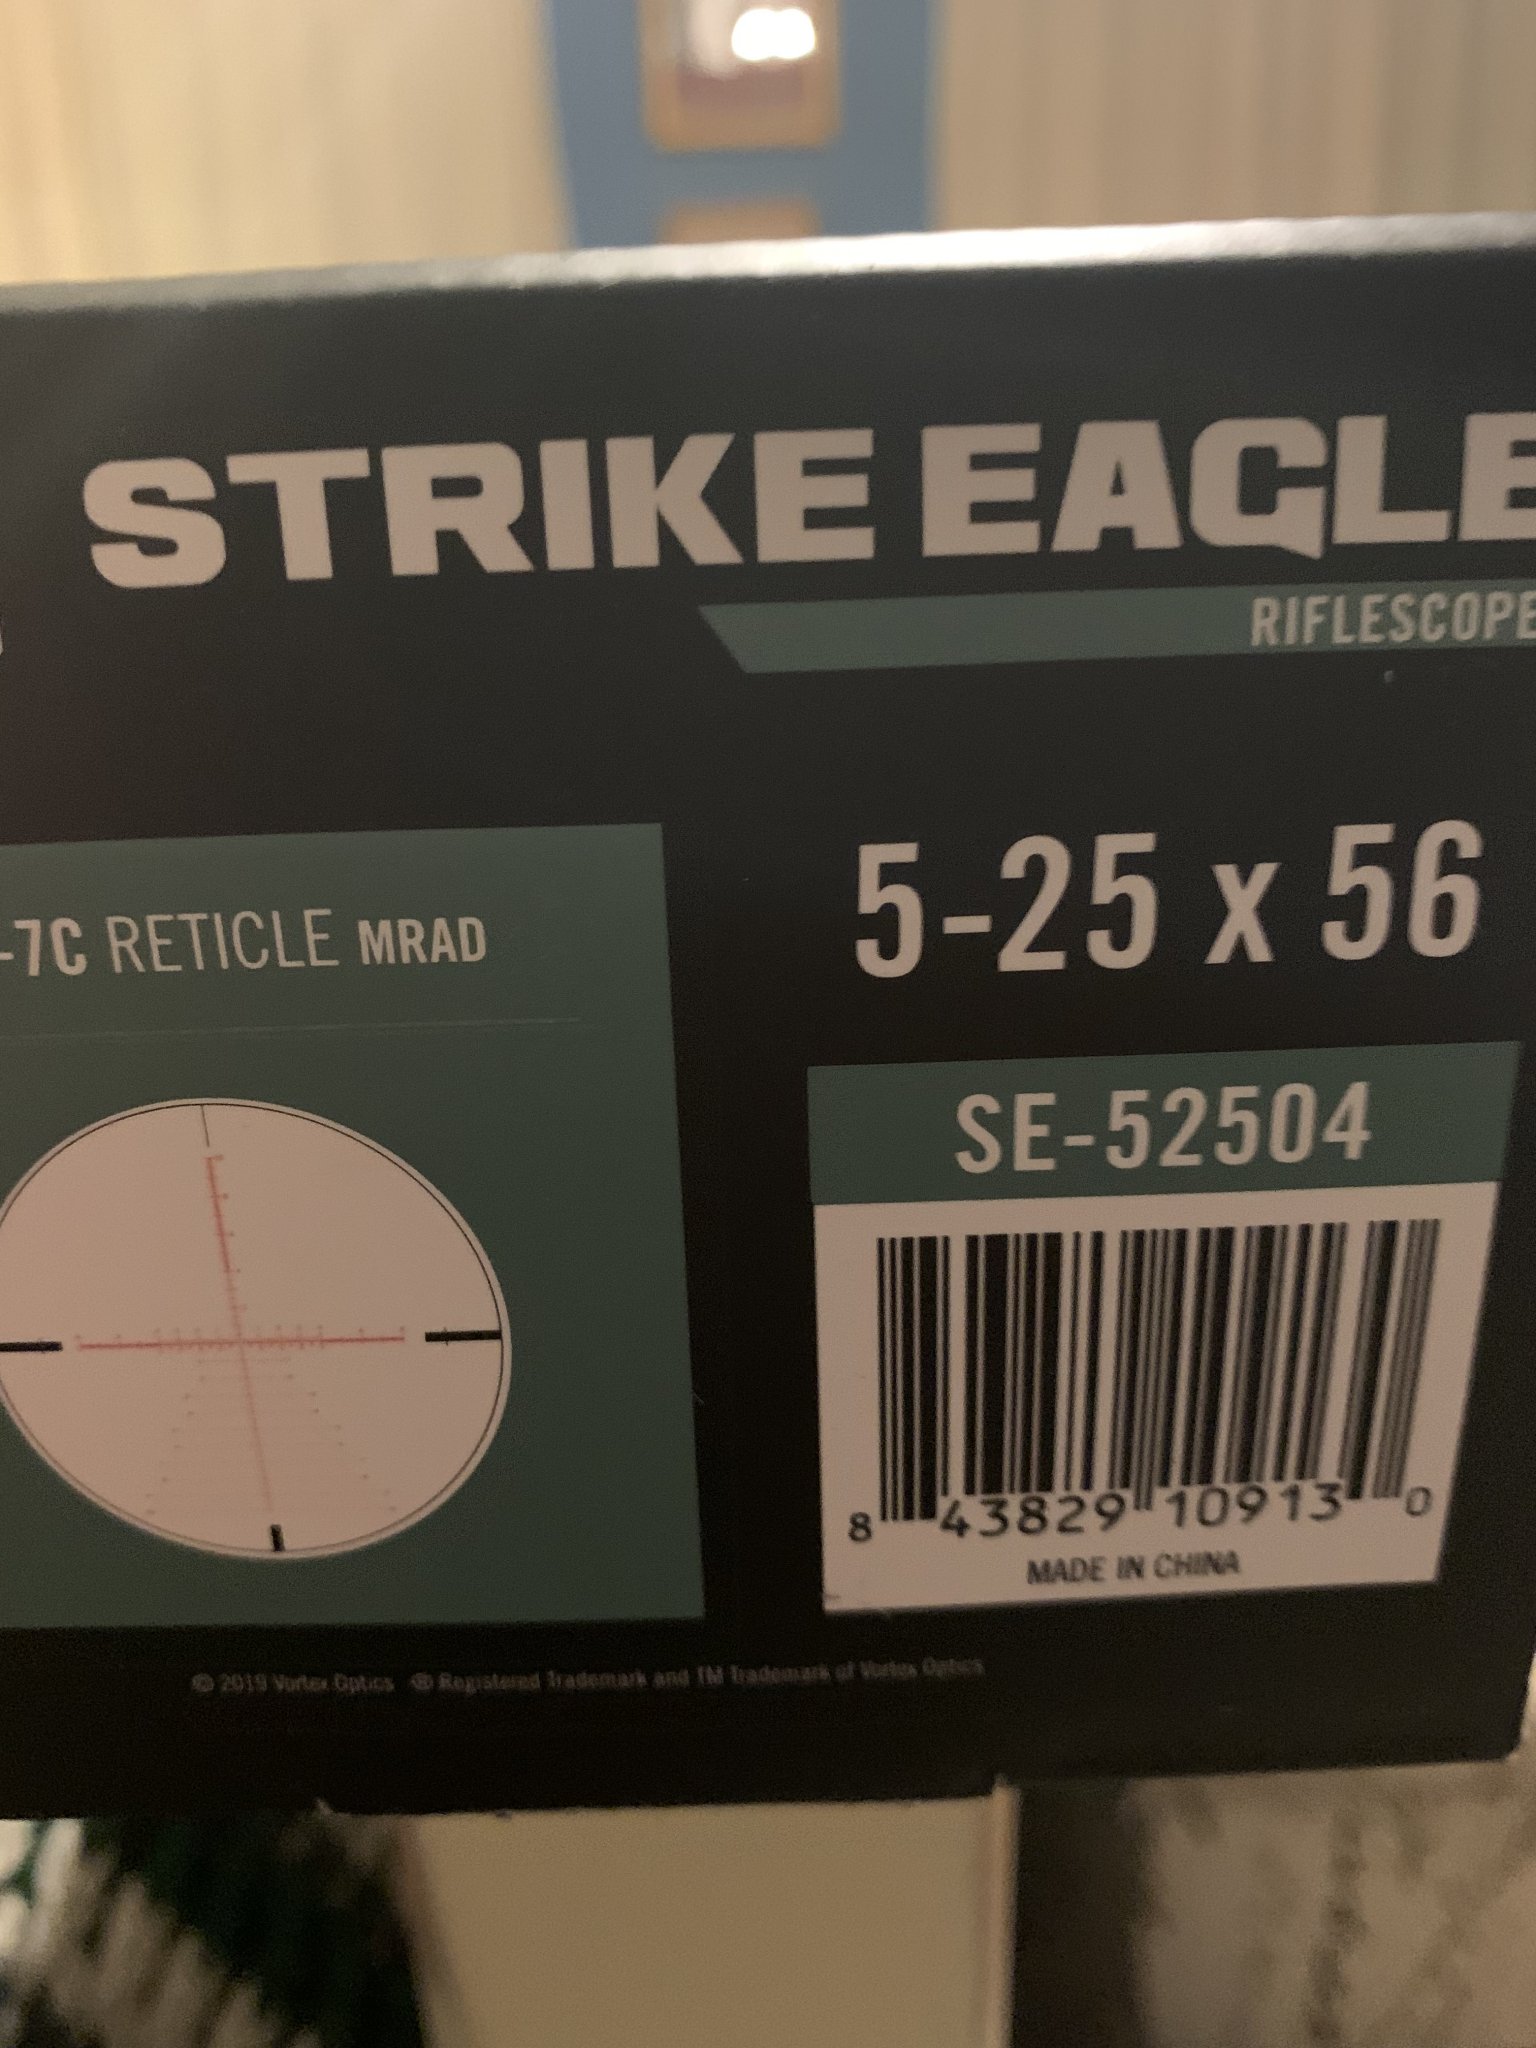 STRIKE EAGLE
RIFLESCOPE
-7C RETICLE MRAD
5-25 x 56
SE-52504
8 43829 10913 0
MADE IN CHINA
© 2019 Vortex Optics ® Registered Trademark and TM Trademark of Vortex Optics